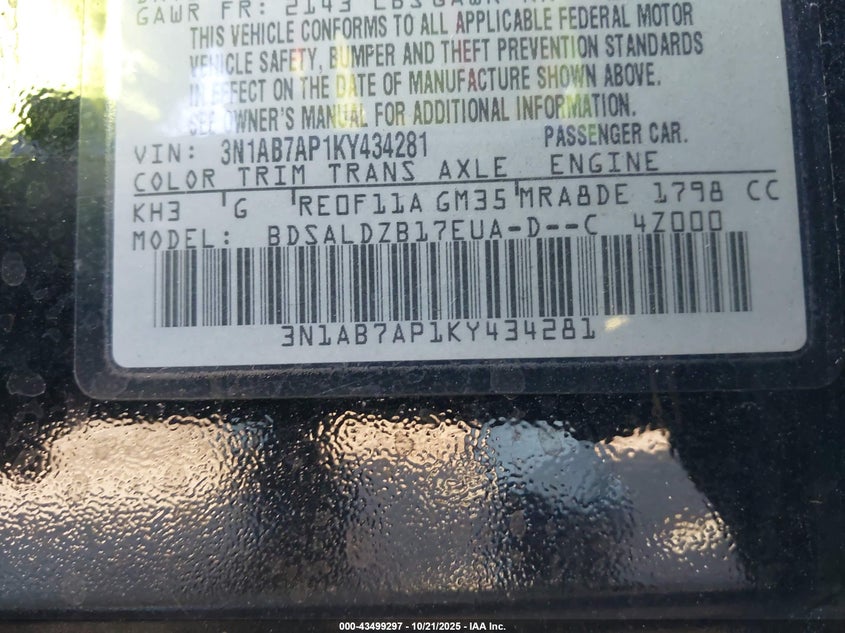 GAWR FR: 2143 LBS GAWR
THIS VEHICLE CONFORMS TO ALL APPLICABLE FEDERAL MOTOR
VEHICLE SAFETY, BUMPER AND THEFT PREVENTION STANDARDS
IN EFFECT ON THE DATE OF MANUFACTURE SHOWN ABOVE.
SEE OWNER'S MANUAL FOR ADDITIONAL INFORMATION.
VIN: 3N1AB7AP1KY434281 PASSENGER CAR.
COLOR TRIM TRANS AXLE ENGINE
KH3 G RE0F11A GM35 MRA8DE 1798 CC
MODEL: BDSALDZB17EUA-D--C 4Z000
3N1AB7AP1KY434281
000-43499297 - 10/21/2025 - IAA Inc.